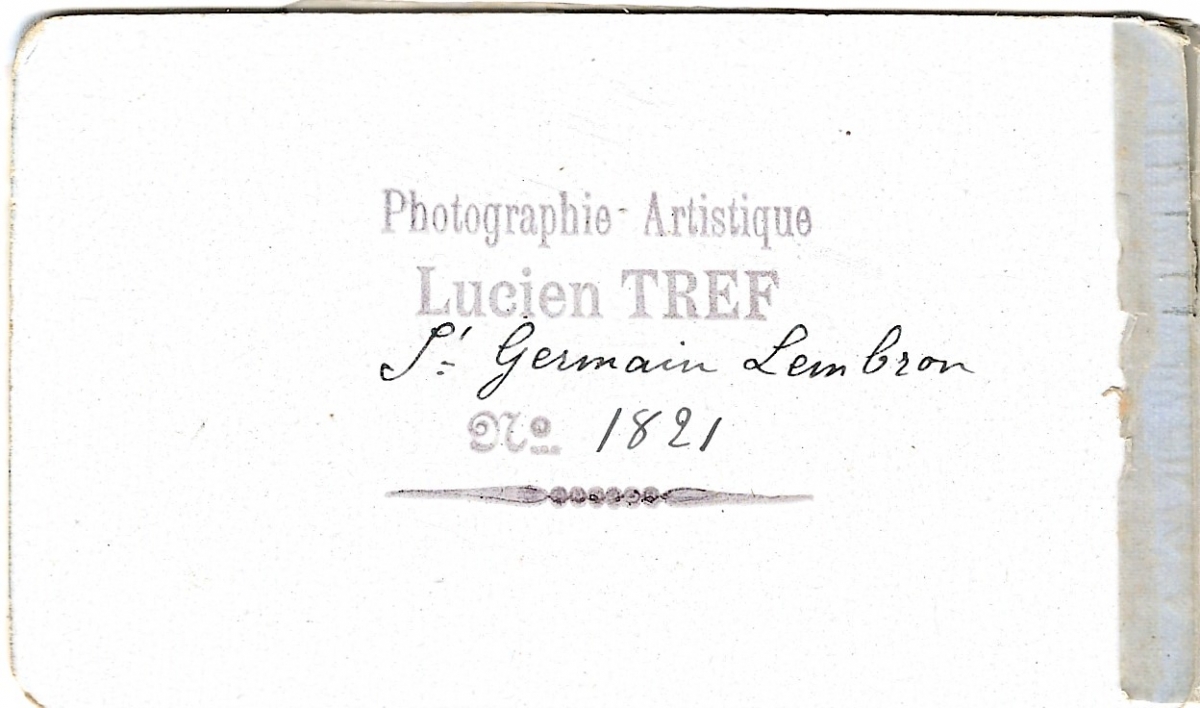 Photographie - Artistique
Lucien TREF
St Germain Lembron
No 1821